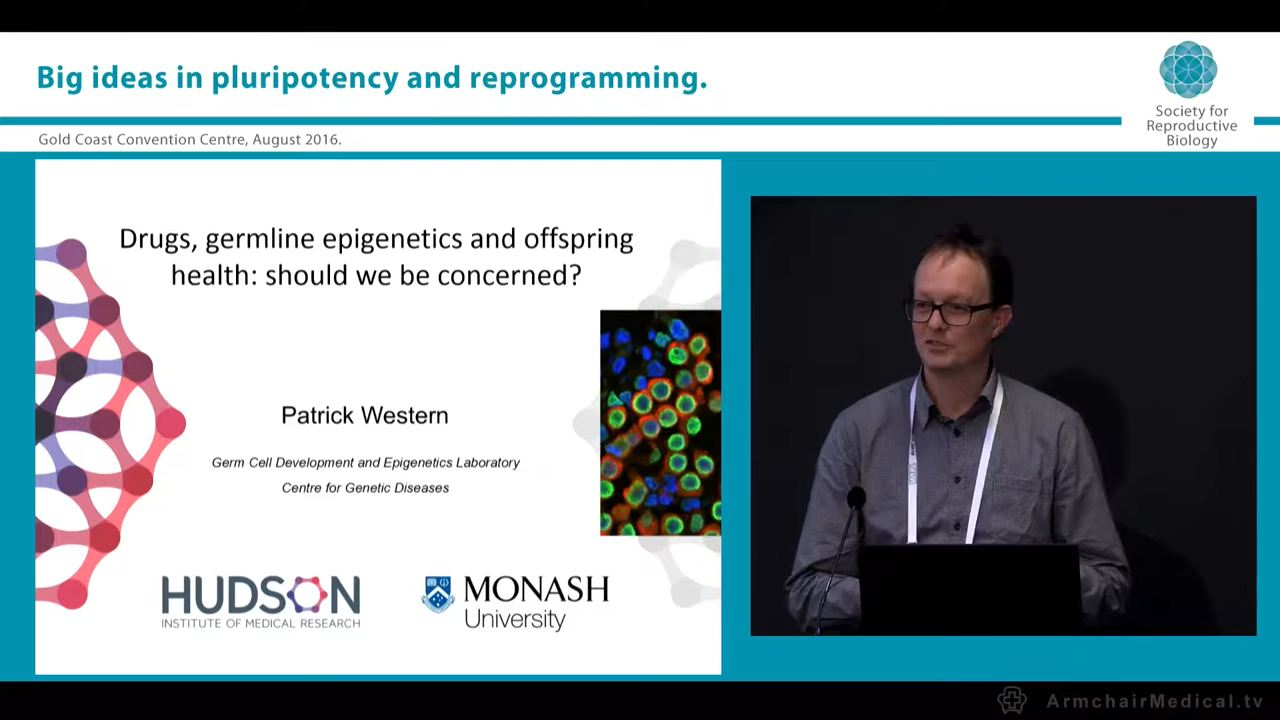 Big ideas in pluripotency and reprogramming.
Society for
Reproductive
Biology
Gold Coast Convention Centre, August 2016.
Drugs, germline epigenetics and offspring
health: should we be concerned?
Patrick Western
Germ Cell Development and Epigenetics Laboratory
Centre for Genetic Diseases
HUDSON
INSTITUTE OF MEDICAL RESEARCH
MONASH
University
ArmchairMedical.tv